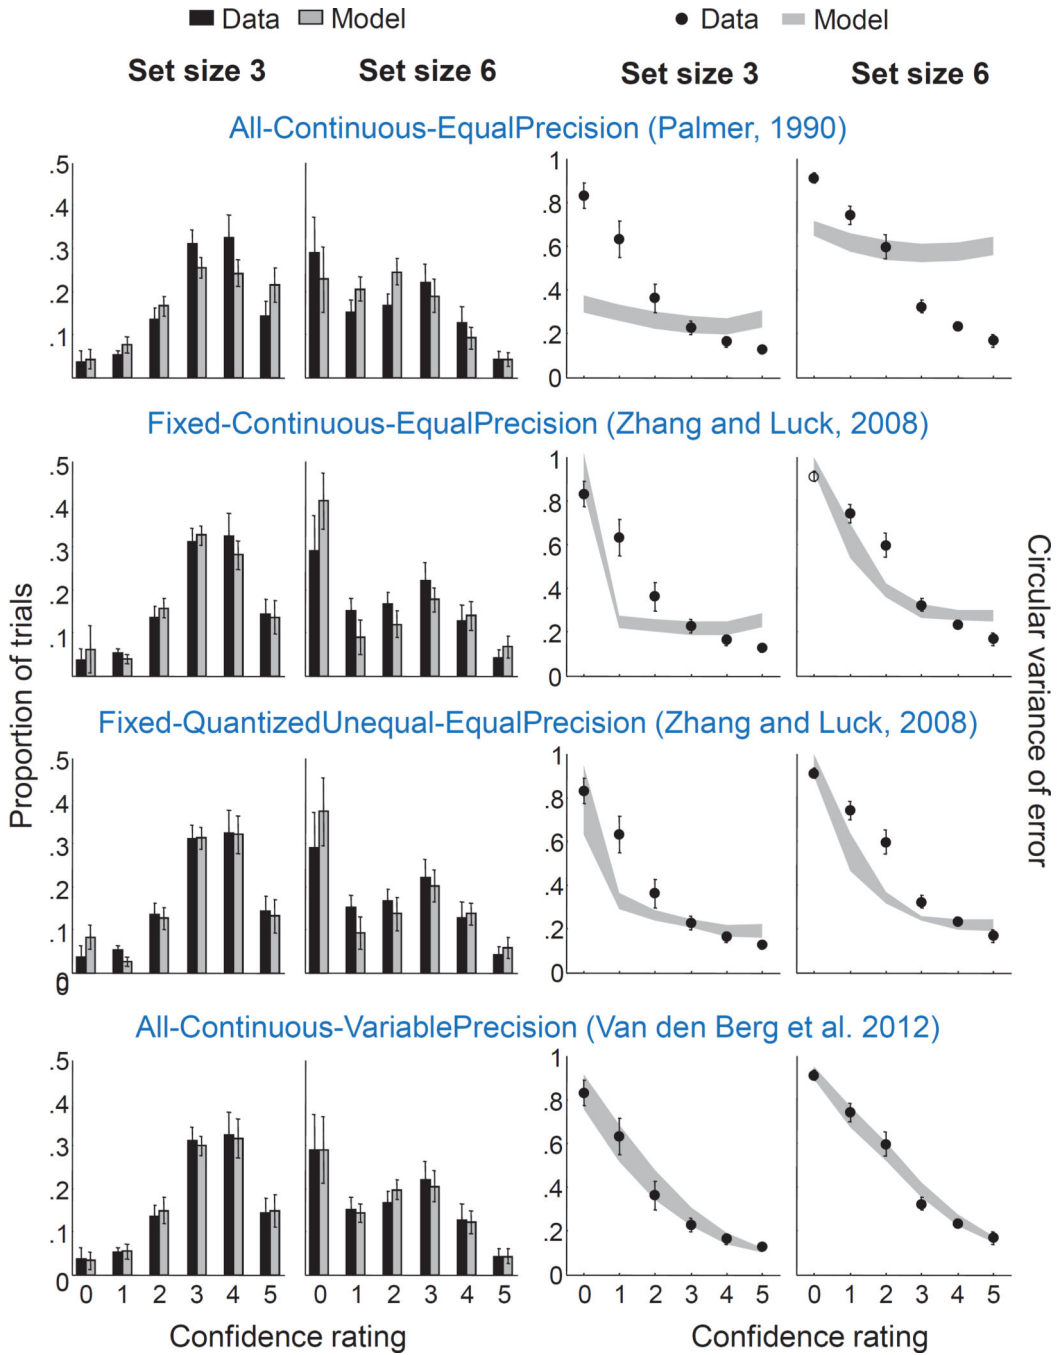 Data Model Data Model
Set size 3 Set size 6 Set size 3 Set size 6
All-Continuous-EqualPrecision (Palmer, 1990)
.5 1
.4 .8
.3 .6
.2 .4
.1 .2
0
Fixed-Continuous-EqualPrecision (Zhang and Luck, 2008)
.5 1
.4 .8
.3 .6
.2 .4
.1 .2
0
Fixed-QuantizedUnequal-EqualPrecision (Zhang and Luck, 2008)
.5 1
.4 .8
.3 .6
.2 .4
.1 .2
0 0
0
All-Continuous-VariablePrecision (Van den Berg et al. 2012)
.5 1
.4 .8
.3 .6
.2 .4
.1 .2
0 0
0 1 2 3 4 5 0 1 2 3 4 5 0 1 2 3 4 5 0 1 2 3 4 5
Confidence rating Confidence rating
Proportion of trials
Circular variance of error